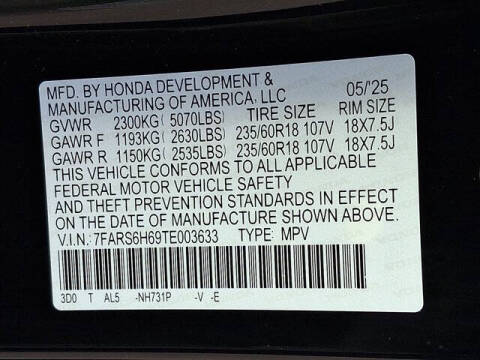 MFD. BY HONDA DEVELOPMENT &
MANUFACTURING OF AMERICA, LLC 05/'25
GVWR 2300KG( 5070LBS) TIRE SIZE RIM SIZE
GAWR F 1193KG( 2630LBS) 235/60R18 107V 18X7.5J
GAWR R 1150KG( 2535LBS) 235/60R18 107V 18X7.5J
THIS VEHICLE CONFORMS TO ALL APPLICABLE
FEDERAL MOTOR VEHICLE SAFETY
AND THEFT PREVENTION STANDARDS IN EFFECT
ON THE DATE OF MANUFACTURE SHOWN ABOVE.
V.I.N.: 7FARS6H69TE003633 TYPE: MPV
3D0 T AL5 -NH731P -V -E